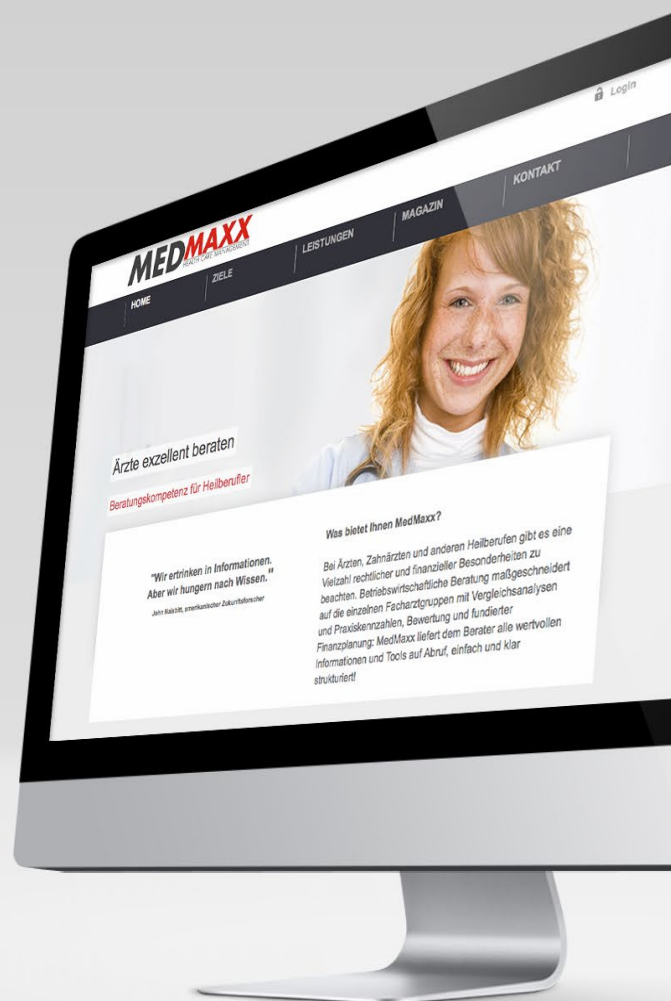 Login
MEDMAXX
HEALTH CARE MANAGEMENT
HOME
ZIELE
LEISTUNGEN
MAGAZIN
KONTAKT
Ärzte exzellent beraten
Beratungskompetenz für Heilberufler
"Wir ertrinken in Informationen.
Aber wir hungern nach Wissen."
John Naisbitt, amerikanischer Zukunftsforscher
Was bietet Ihnen MedMaxx?
Bei Ärzten, Zahnärzten und anderen Heilberufen gibt es eine
Vielzahl rechtlicher und finanzieller Besonderheiten zu
beachten. Betriebswirtschaftliche Beratung maßgeschneidert
auf die einzelnen Facharztgruppen mit Vergleichsanalysen
und Praxiskennzahlen, Bewertung und fundierter
Finanzplanung: MedMaxx liefert dem Berater alle wertvollen
Informationen und Tools auf Abruf, einfach und klar
strukturiert!